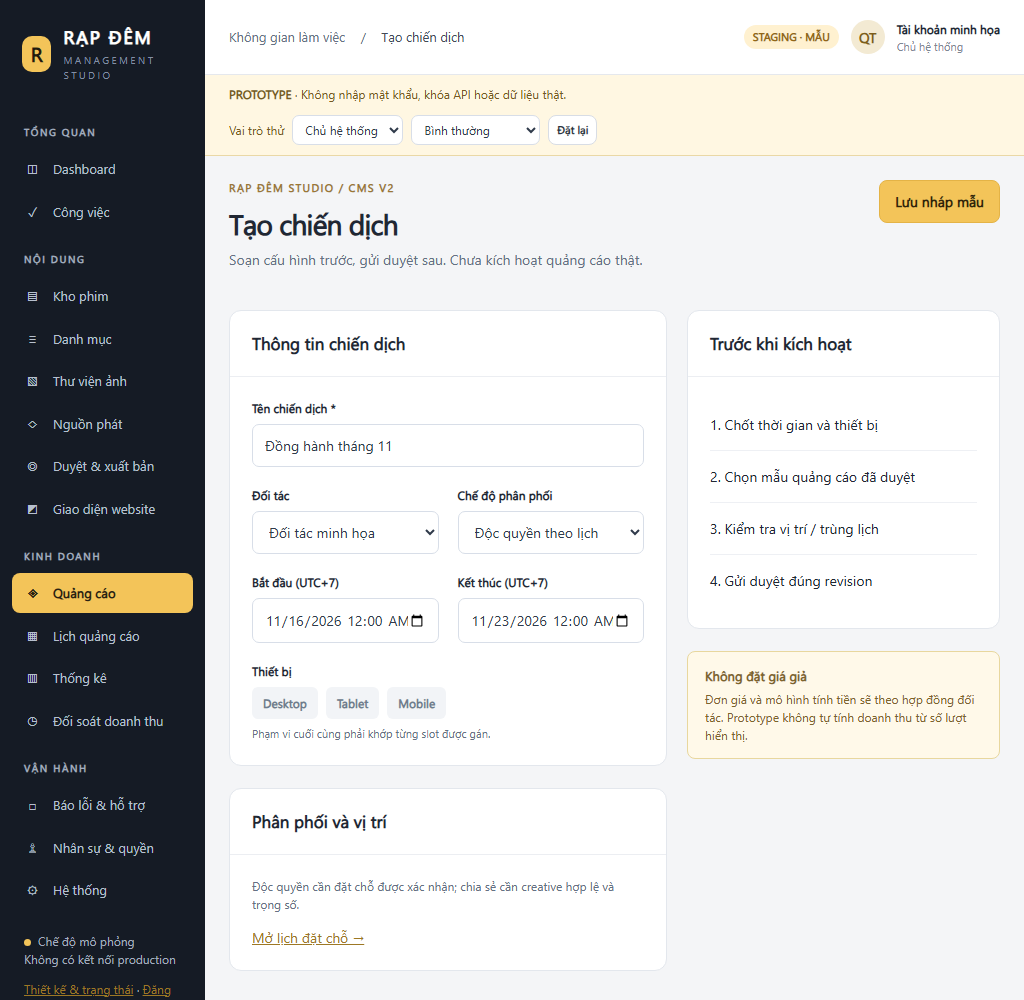 R
RẠP ĐÊM
MANAGEMENT
STUDIO
TỔNG QUAN
Dashboard
Công việc
NỘI DUNG
Kho phim
Danh mục
Thư viện ảnh
Nguồn phát
Duyệt & xuất bản
Giao diện website
KINH DOANH
Quảng cáo
Lịch quảng cáo
Thống kê
Đối soát doanh thu
VẬN HÀNH
Báo lỗi & hỗ trợ
Nhân sự & quyền
Hệ thống
Chế độ mô phỏng
Không có kết nối production
Thiết kế & trạng thái · Đăng
Không gian làm việc / Tạo chiến dịch
STAGING · MẪU
QT
Tài khoản minh họa
Chủ hệ thống
PROTOTYPE · Không nhập mật khẩu, khóa API hoặc dữ liệu thật.
Vai trò thử Chủ hệ thống Bình thường Đặt lại
RẠP ĐÊM STUDIO / CMS V2
Tạo chiến dịch
Soạn cấu hình trước, gửi duyệt sau. Chưa kích hoạt quảng cáo thật.
Lưu nháp mẫu
Thông tin chiến dịch
Tên chiến dịch *
Đồng hành tháng 11
Đối tác Chế độ phân phối
Đối tác minh họa Độc quyền theo lịch
Bắt đầu (UTC+7) Kết thúc (UTC+7)
11/16/2026 12:00 AM 11/23/2026 12:00 AM
Thiết bị
Desktop Tablet Mobile
Phạm vi cuối cùng phải khớp từng slot được gán.
Phân phối và vị trí
Độc quyền cần đặt chỗ được xác nhận; chia sẻ cần creative hợp lệ và
trọng số.
Mở lịch đặt chỗ →
Trước khi kích hoạt
1. Chốt thời gian và thiết bị
2. Chọn mẫu quảng cáo đã duyệt
3. Kiểm tra vị trí / trùng lịch
4. Gửi duyệt đúng revision
Không đặt giá giả
Đơn giá và mô hình tính tiền sẽ theo hợp đồng đối
tác. Prototype không tự tính doanh thu từ số lượt
hiển thị.